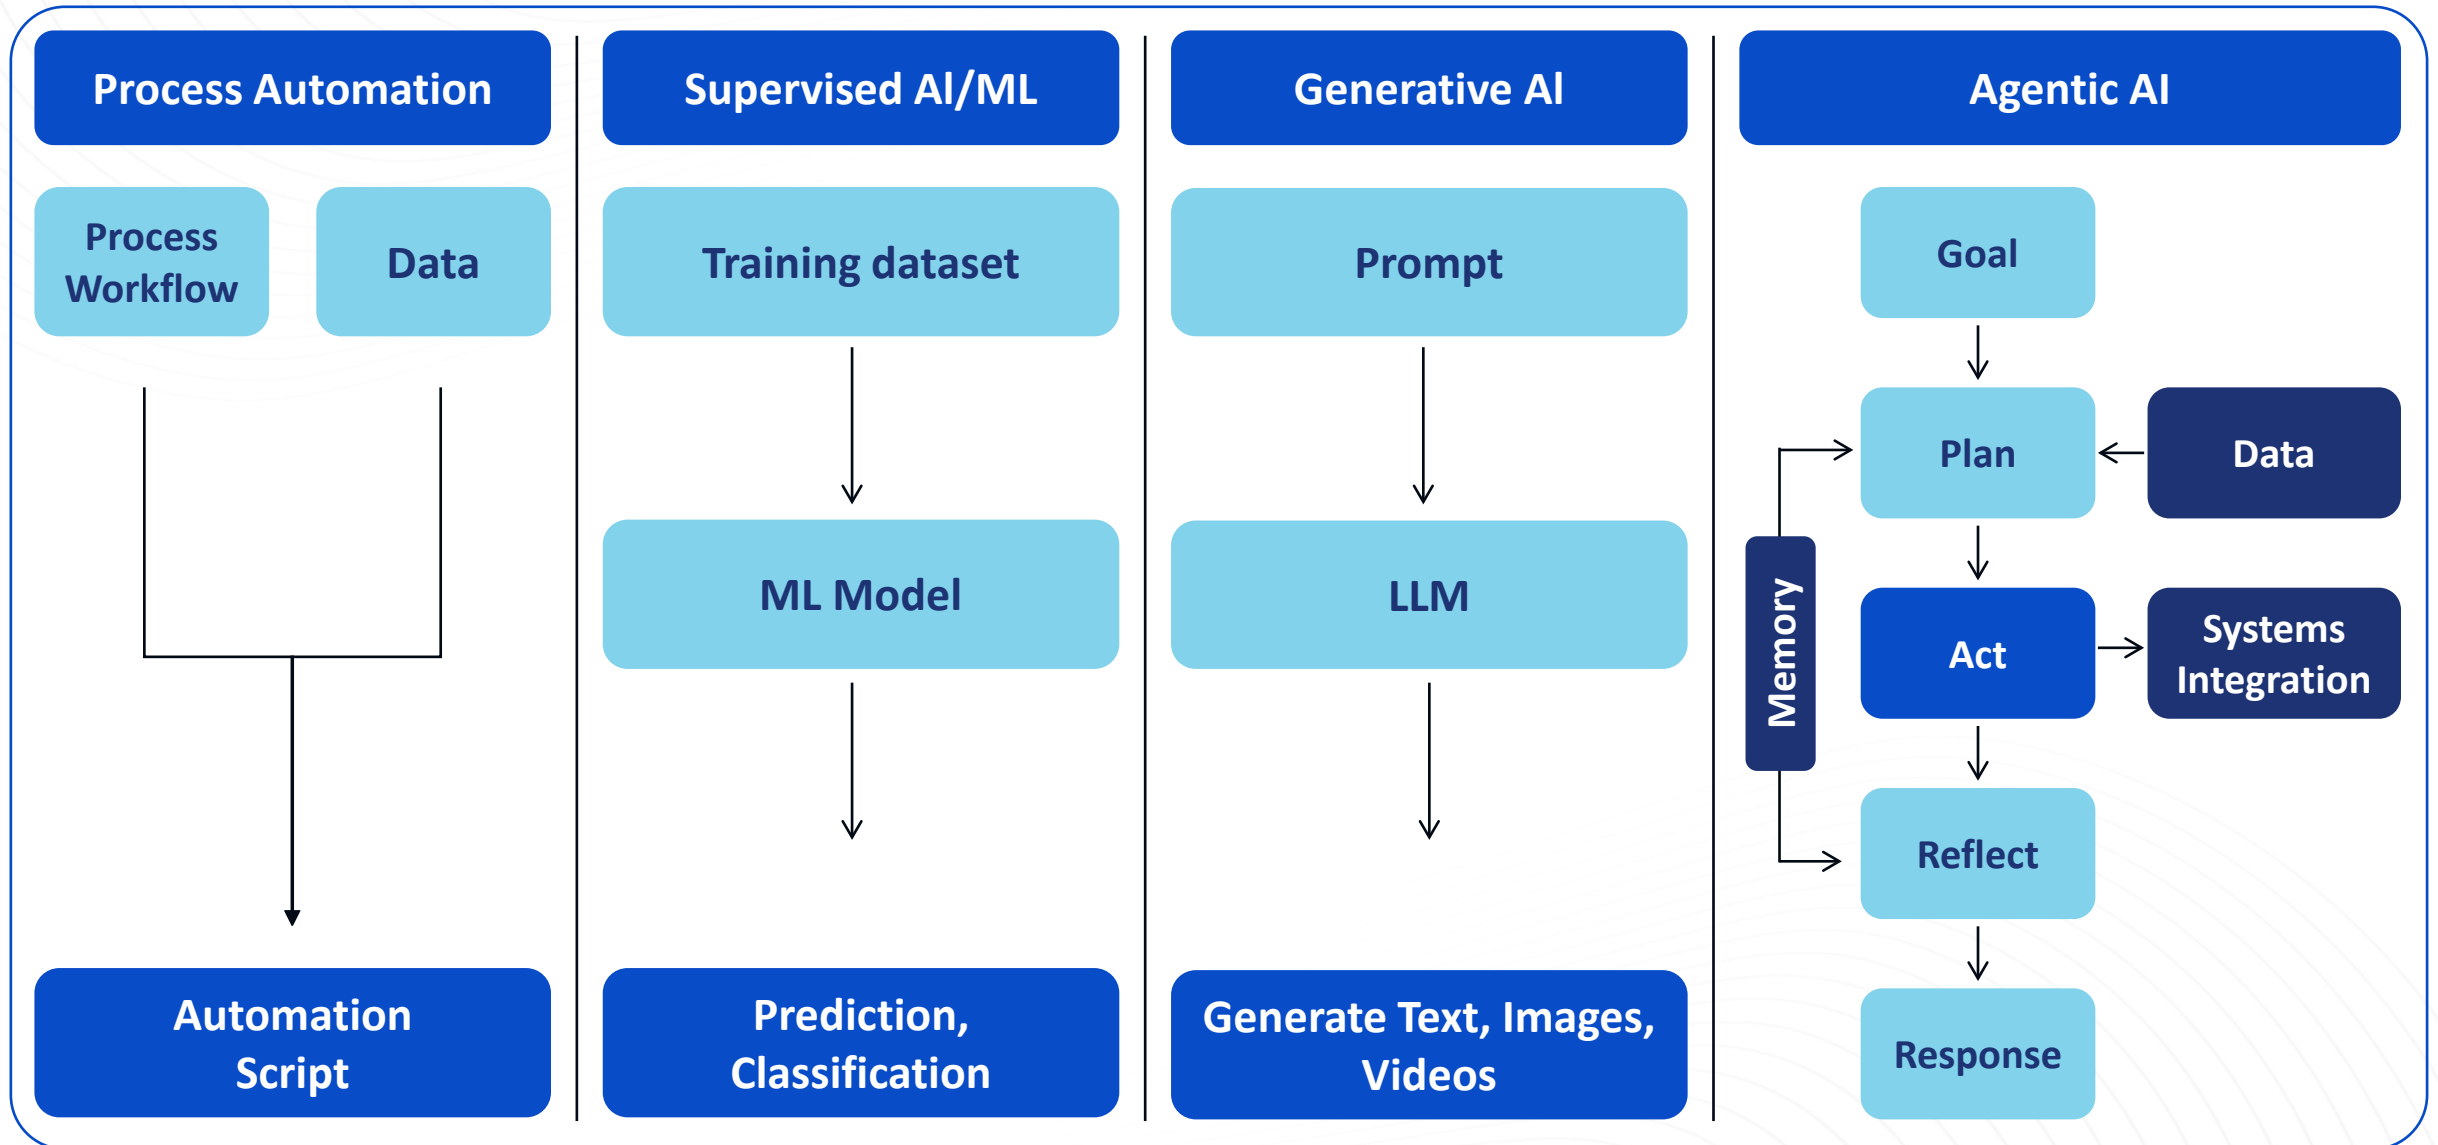 Process Automation
Supervised AI/ML
Generative AI
Agentic AI
Process
Workflow
Data
Training dataset
Prompt
Goal
Plan
Data
ML Model
LLM
Memory
Act
Systems
Integration
Reflect
Automation
Script
Prediction,
Classification
Generate Text, Images,
Videos
Response